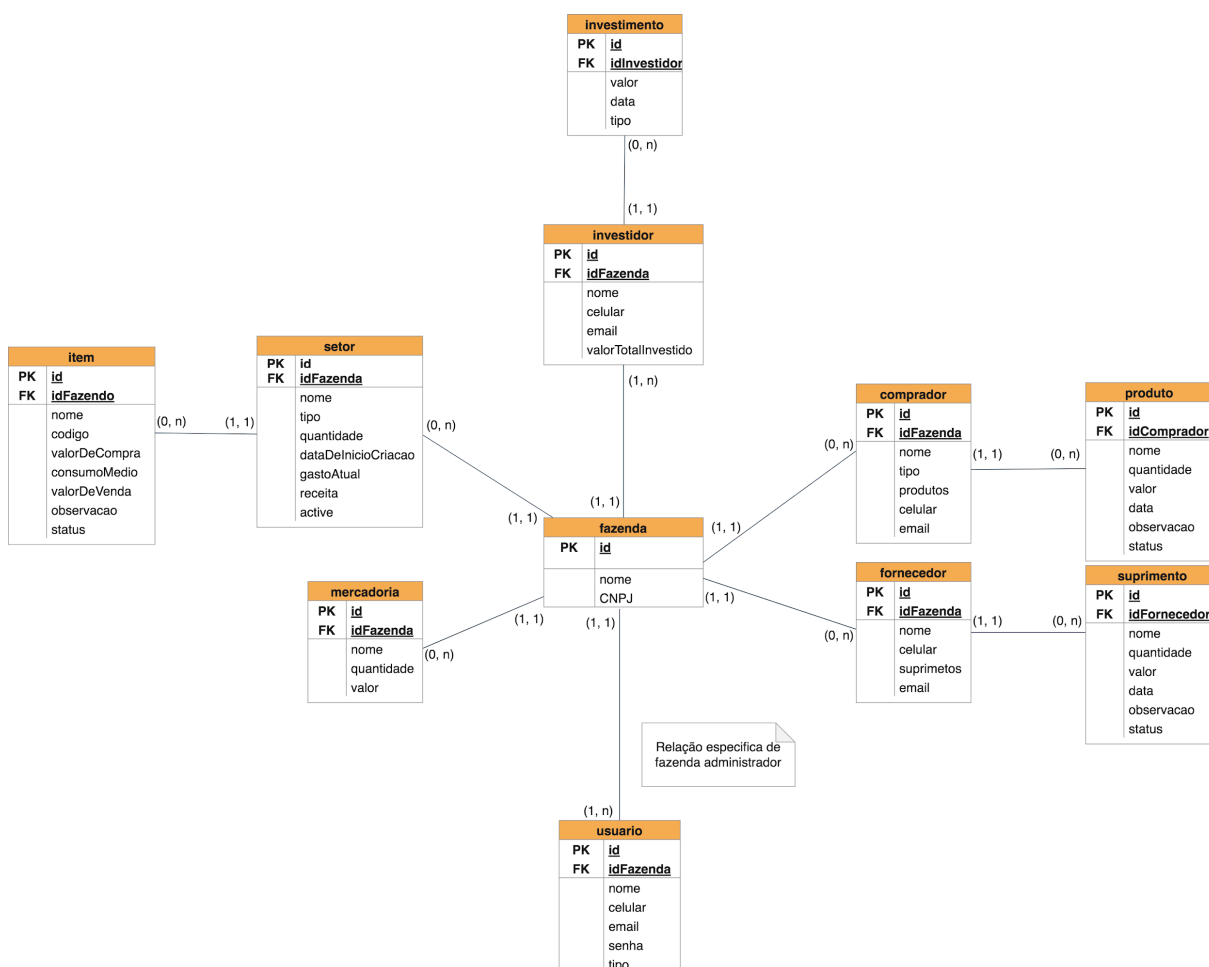 investimento
PK id
FK idInvestidor
valor
data
tipo
(0, n)
(1, 1)
investidor
PK id
FK idFazenda
nome
celular
email
valorTotalInvestido
(1, n)
(1, 1)
item
PK id
FK idFazendo
nome
codigo
valorDeCompra
consumoMedio
valorDeVenda
observacao
status
(0, n)
(1, 1)
setor
PK id
FK idFazenda
nome
tipo
quantidade
dataDeInicioCriacao
gastoAtual
receita
active
(0, n)
(1, 1)
fazenda
PK id
nome
CNPJ
(1, 1)
(0, n)
comprador
PK id
FK idFazenda
nome
tipo
produtos
celular
email
(1, 1)
(0, n)
produto
PK id
FK idComprador
nome
quantidade
valor
data
observacao
status
mercadoria
PK id
FK idFazenda
nome
quantidade
valor
(0, n)
(1, 1)
(1, 1)
(1, 1)
(0, n)
fornecedor
PK id
FK idFazenda
nome
celular
suprimetos
email
(1, 1)
(0, n)
suprimento
PK id
FK idFornecedor
nome
quantidade
valor
data
observacao
status
Relação especifica de
fazenda administrador
(1, n)
usuario
PK id
FK idFazenda
nome
celular
email
senha
tipo